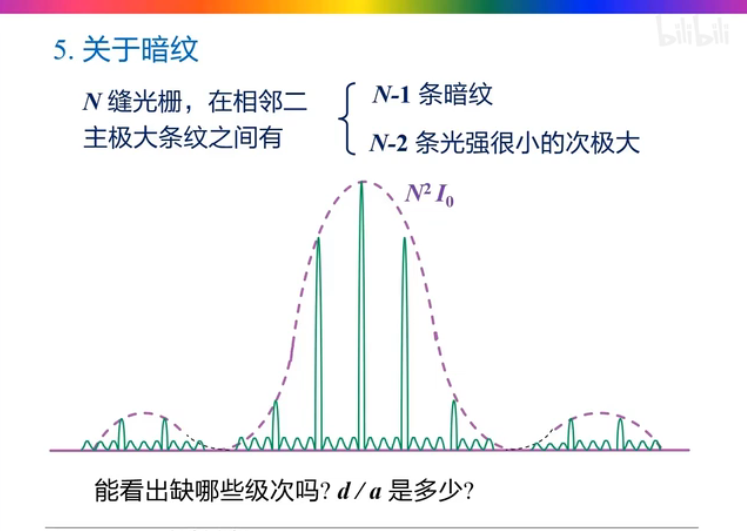 bilibili
5. 关于暗纹
N 缝光栅，在相邻二
主极大条纹之间有
N-1 条暗纹
N-2 条光强很小的次极大
N² I₀
能看出缺哪些级次吗? d / a 是多少?